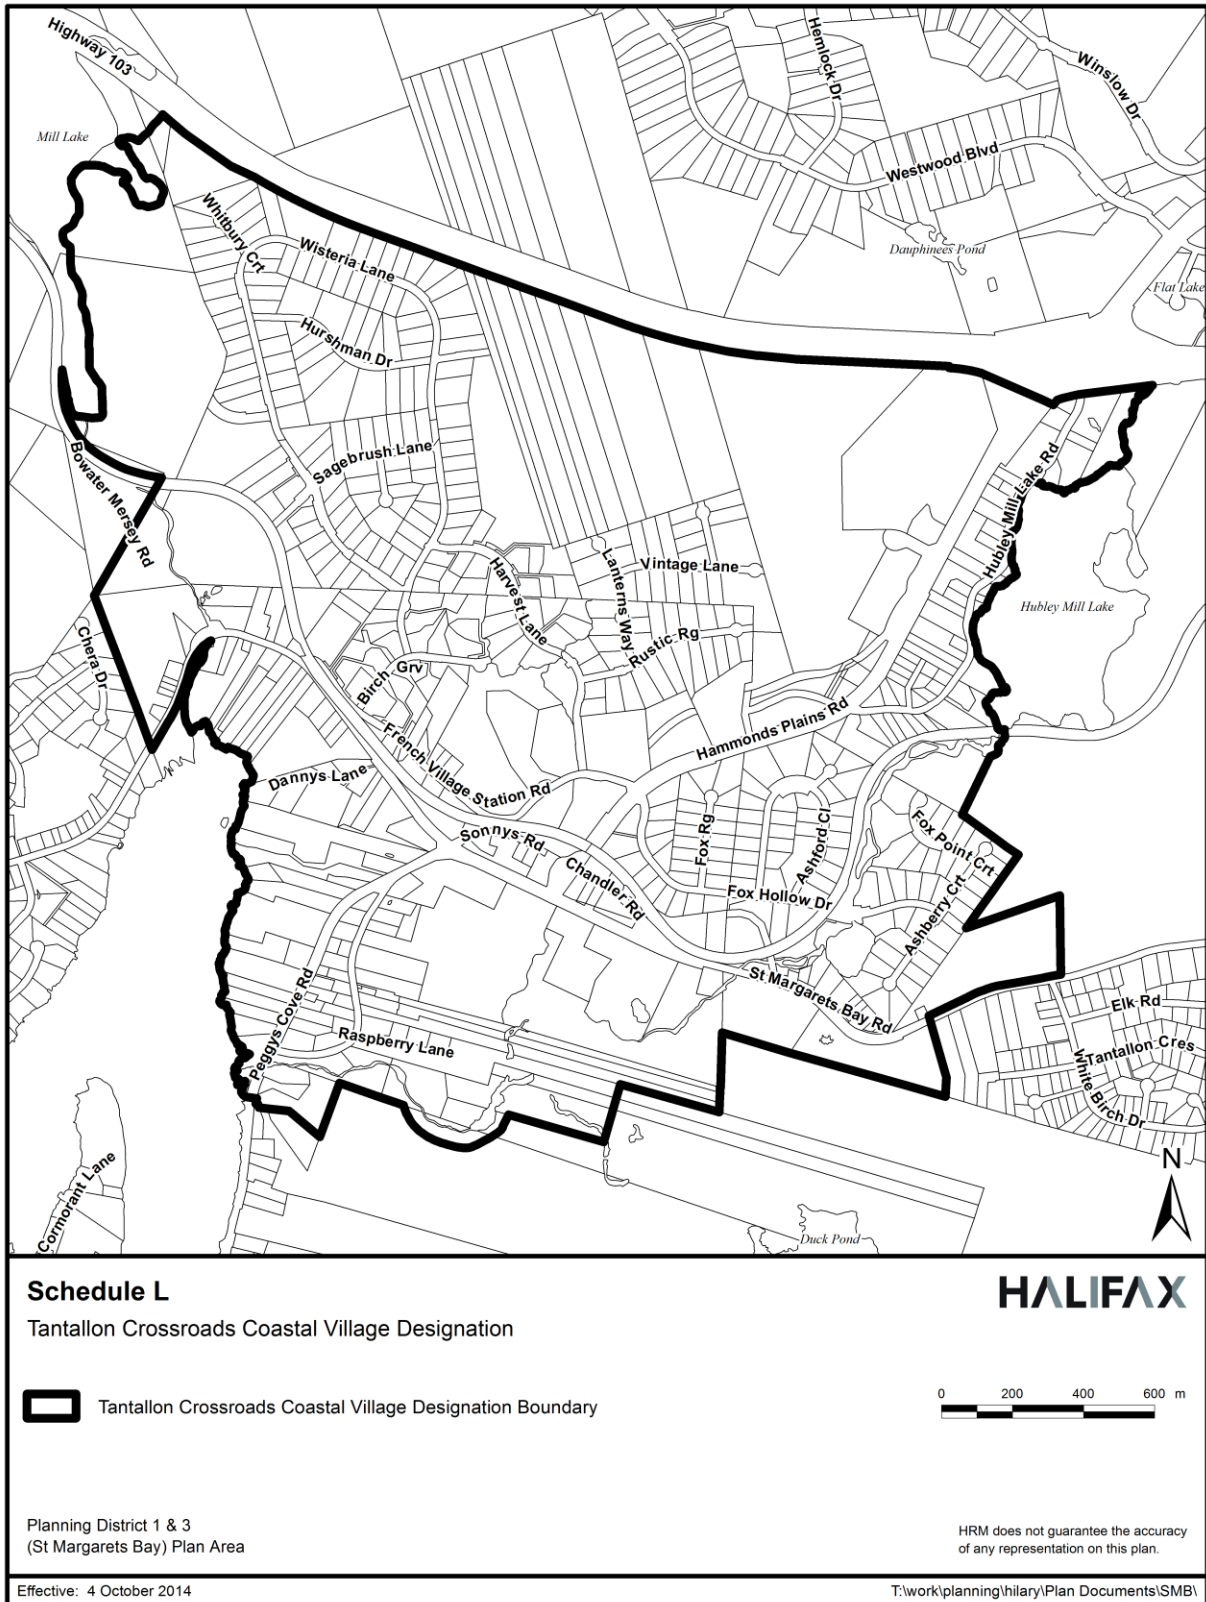 Highway 103
Hemlock Dr
Winslow Dr
Mill Lake
Westwood Blvd
Whitbury Crt
Wisteria Lane
Dauphinees Pond
Flat Lake
Hurshman Dr
Sagebrush Lane
Bowater Mersey Rd
Hubley Mill Lake Rd
Harvest Lane
Lanterns Way
Vintage Lane
Hubley Mill Lake
Chera Dr
Rustic Rg
Birch Grv
Hammonds Plains Rd
French Village Station Rd
Dannys Lane
Sonnys Rd
Chandler Rd
Fox Rg
Ashford Cl
Fox Point Crt
Fox Hollow Dr
Ashberry Crt
St Margarets Bay Rd
Peggys Cove Rd
Raspberry Lane
Elk Rd
Tantallon Cres
White Birch Dr
Cormorant Lane
Duck Pond
N
Schedule L
HALIFAX
Tantallon Crossroads Coastal Village Designation
Tantallon Crossroads Coastal Village Designation Boundary
0 200 400 600 m
Planning District 1 & 3
(St Margarets Bay) Plan Area
HRM does not guarantee the accuracy
of any representation on this plan.
Effective: 4 October 2014
T:\work\planning\hilary\Plan Documents\SMB\